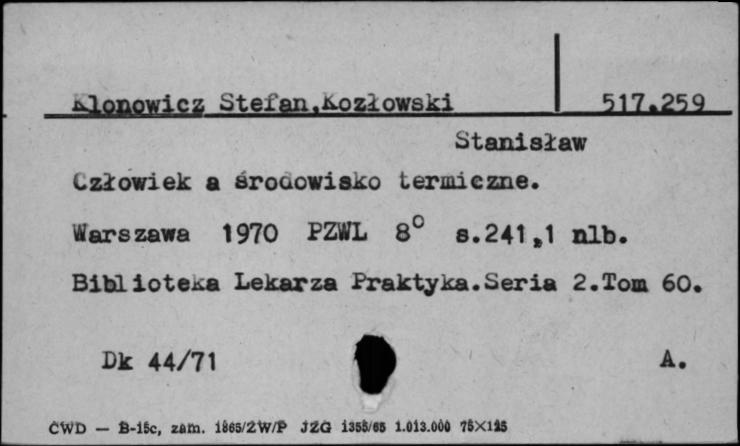 Klonowicz Stefan,Kozłowski 517.259
Stanisław
Człowiek a środowisko termiczne.
Warszawa 1970 PZWL 8° s.241,1 nlb.
Biblioteka Lekarza Praktyka.Seria 2.Tom 60.
Dk 44/71 A.
CWD — B-15c, zam. 1865/ZW/P JZG 1355/65 1.013.000 75×125